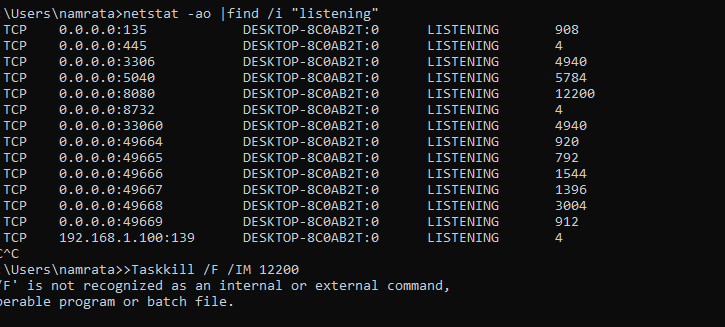 :\Users\namrata>netstat -ao |find /i "listening"
TCP 0.0.0.0:135 DESKTOP-8C0AB2T:0 LISTENING 908
TCP 0.0.0.0:445 DESKTOP-8C0AB2T:0 LISTENING 4
TCP 0.0.0.0:3306 DESKTOP-8C0AB2T:0 LISTENING 4940
TCP 0.0.0.0:5040 DESKTOP-8C0AB2T:0 LISTENING 5784
TCP 0.0.0.0:8080 DESKTOP-8C0AB2T:0 LISTENING 12200
TCP 0.0.0.0:8732 DESKTOP-8C0AB2T:0 LISTENING 4
TCP 0.0.0.0:33060 DESKTOP-8C0AB2T:0 LISTENING 4940
TCP 0.0.0.0:49664 DESKTOP-8C0AB2T:0 LISTENING 920
TCP 0.0.0.0:49665 DESKTOP-8C0AB2T:0 LISTENING 792
TCP 0.0.0.0:49666 DESKTOP-8C0AB2T:0 LISTENING 1544
TCP 0.0.0.0:49667 DESKTOP-8C0AB2T:0 LISTENING 1396
TCP 0.0.0.0:49668 DESKTOP-8C0AB2T:0 LISTENING 3004
TCP 0.0.0.0:49669 DESKTOP-8C0AB2T:0 LISTENING 912
TCP 192.168.1.100:139 DESKTOP-8C0AB2T:0 LISTENING 4
C^C
:\Users\namrata>>Taskkill /F /IM 12200
/F' is not recognized as an internal or external command,
perable program or batch file.